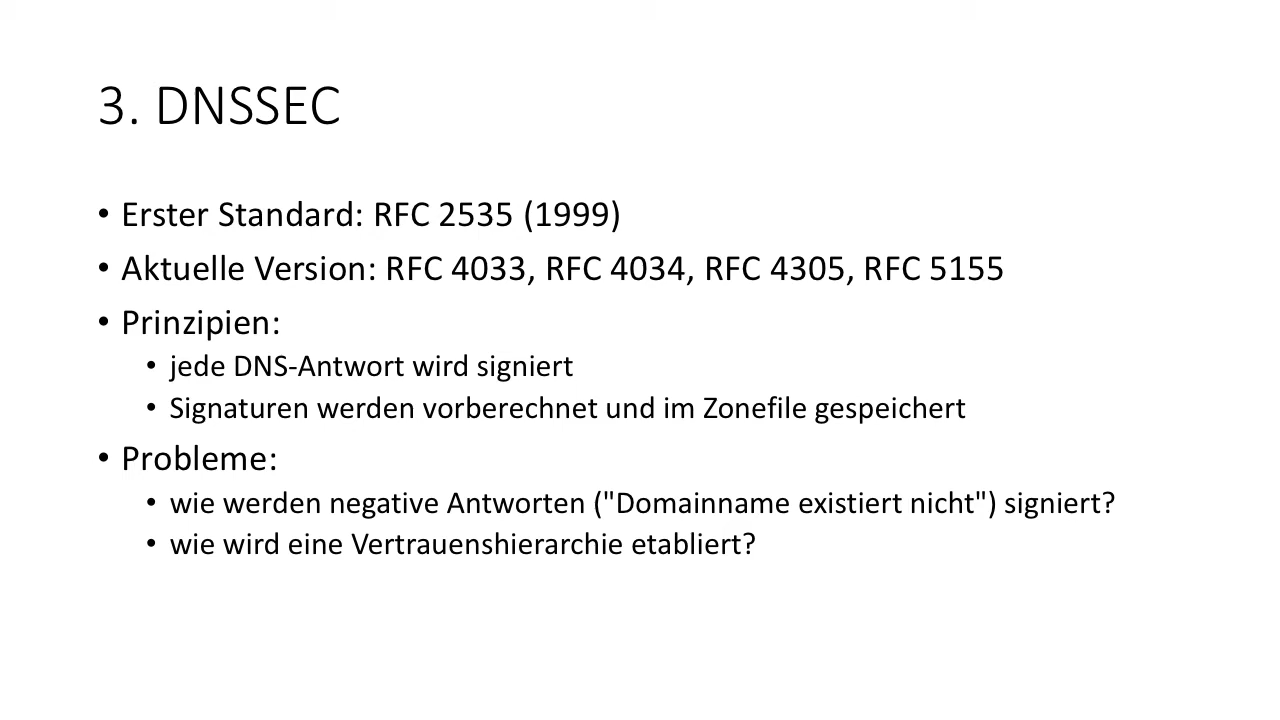 3. DNSSEC
• Erster Standard: RFC 2535 (1999)
• Aktuelle Version: RFC 4033, RFC 4034, RFC 4305, RFC 5155
• Prinzipien:
• jede DNS-Antwort wird signiert
• Signaturen werden vorberechnet und im Zonefile gespeichert
• Probleme:
• wie werden negative Antworten ("Domainname existiert nicht") signiert?
• wie wird eine Vertrauenshierarchie etabliert?